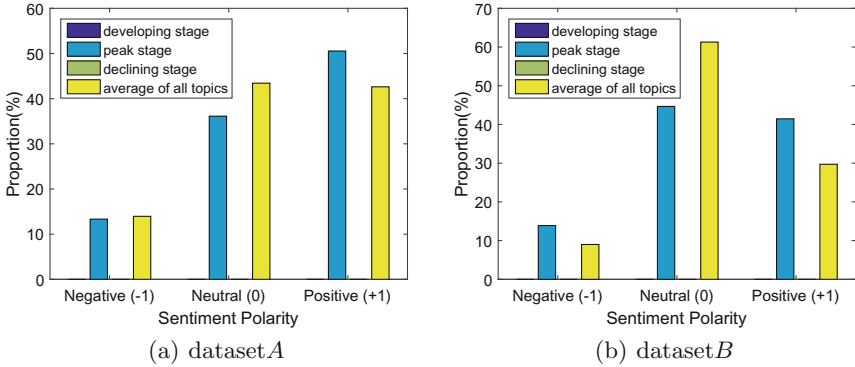 60
50
40
30
20
10
0
Proportion(%)
developing stage
peak stage
declining stage
average of all topics
Negative (-1) Neutral (0) Positive (+1)
Sentiment Polarity
(a) datasetA
70
60
50
40
30
20
10
0
Proportion(%)
developing stage
peak stage
declining stage
average of all topics
Negative (-1) Neutral (0) Positive (+1)
Sentiment Polarity
(b) datasetB